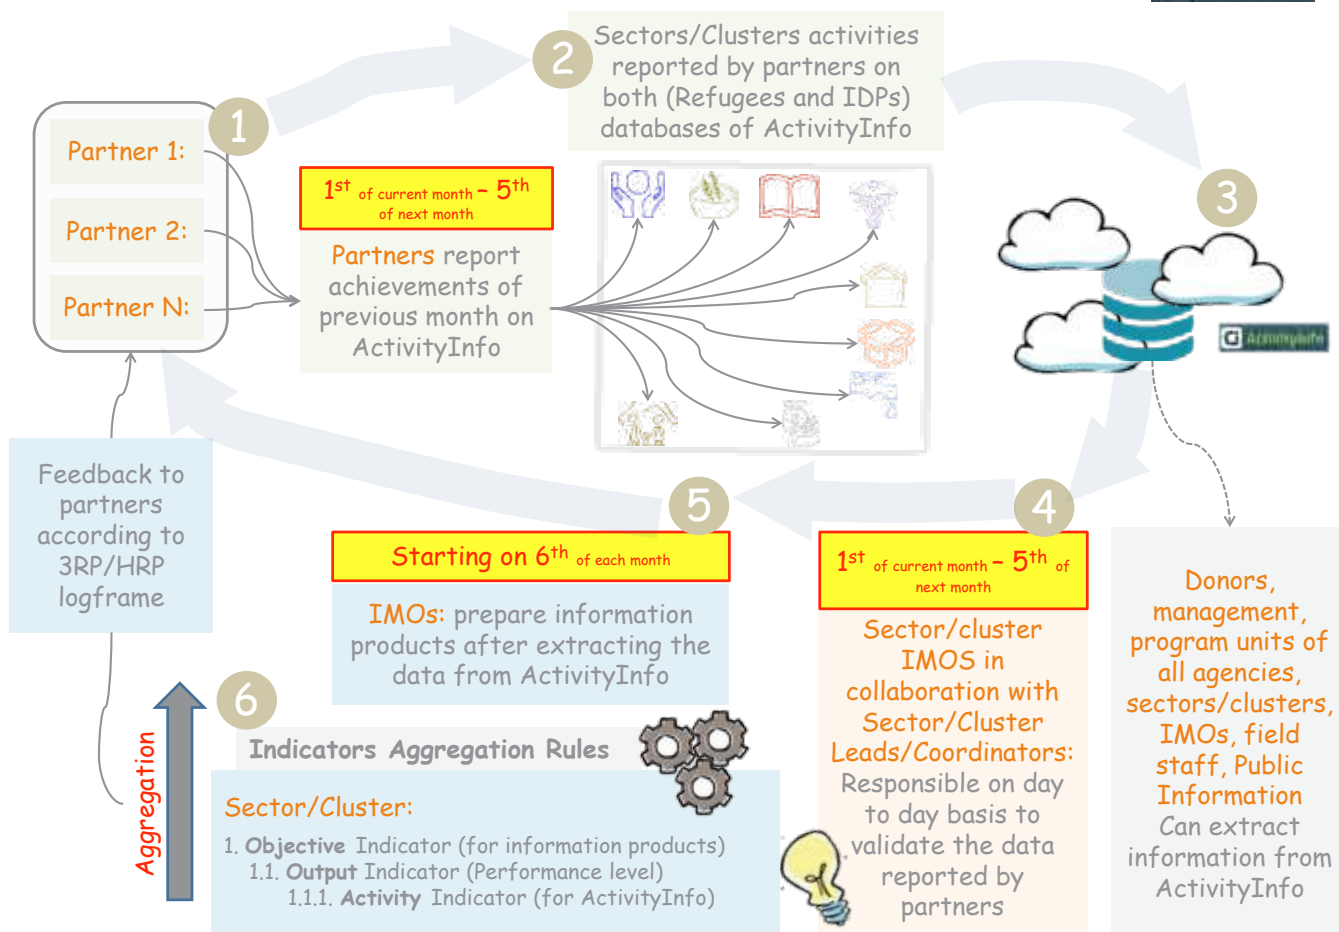 1
Partner 1:
Partner 2:
Partner N:
1st of current month – 5th
of next month
Partners report
achievements of
previous month on
ActivityInfo
2
Sectors/Clusters activities
reported by partners on
both (Refugees and IDPs)
databases of ActivityInfo
3
ActivityInfo
4
1st of current month – 5th of
next month
Sector/cluster
IMOS in
collaboration with
Sector/Cluster
Leads/Coordinators:
Responsible on day
to day basis to
validate the data
reported by
partners
Donors,
management,
program units of
all agencies,
sectors/clusters,
IMOs, field
staff, Public
Information
Can extract
information from
ActivityInfo
5
Starting on 6th of each month
IMOs: prepare information
products after extracting the
data from ActivityInfo
6
Indicators Aggregation Rules
Sector/Cluster:
1. Objective Indicator (for information products)
1.1. Output Indicator (Performance level)
1.1.1. Activity Indicator (for ActivityInfo)
Aggregation
Feedback to
partners
according to
3RP/HRP
logframe